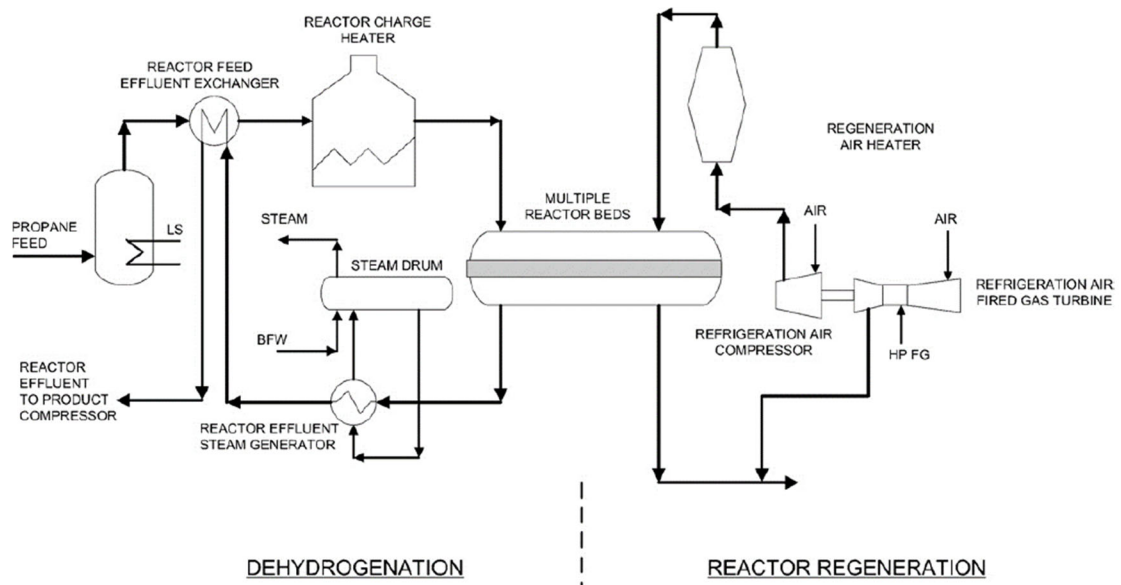 REACTOR CHARGE
HEATER
REACTOR FEED
EFFLUENT EXCHANGER
REGENERATION
AIR HEATER
PROPANE
FEED
LS
STEAM
STEAM DRUM
MULTIPLE
REACTOR BEDS
AIR
AIR
REFRIGERATION AIR
FIRED GAS TURBINE
REFRIGERATION AIR
COMPRESSOR
HP FG
BFW
REACTOR
EFFLUENT
TO PRODUCT
COMPRESSOR
REACTOR EFFLUENT
STEAM GENERATOR
DEHYDROGENATION
REACTOR REGENERATION